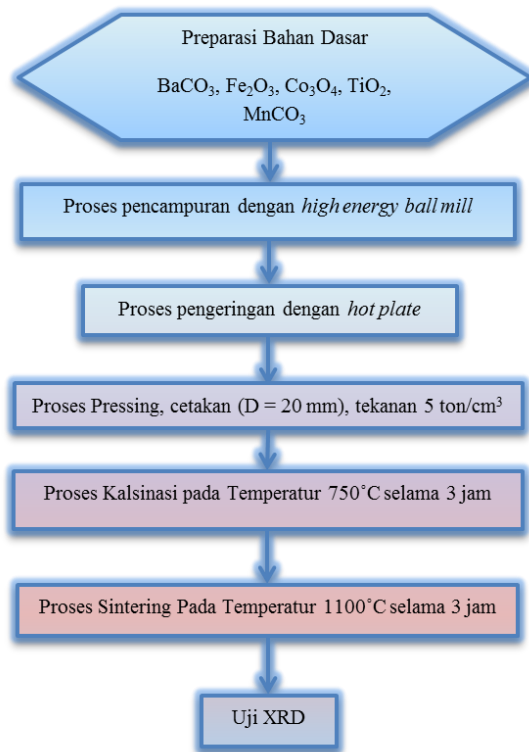 Preparasi Bahan Dasar
BaCO₃, Fe₂O₃, Co₃O₄, TiO₂,
MnCO₃
Proses pencampuran dengan high energy ball mill
Proses pengeringan dengan hot plate
Proses Pressing, cetakan (D = 20 mm), tekanan 5 ton/cm³
Proses Kalsinasi pada Temperatur 750˚C selama 3 jam
Proses Sintering Pada Temperatur 1100˚C selama 3 jam
Uji XRD